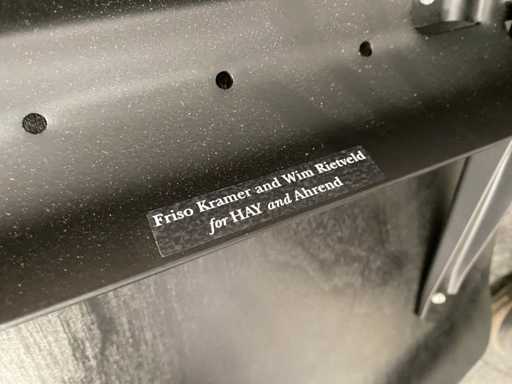 Friso Kramer and Wim Rietveld
for HAY and Ahrend